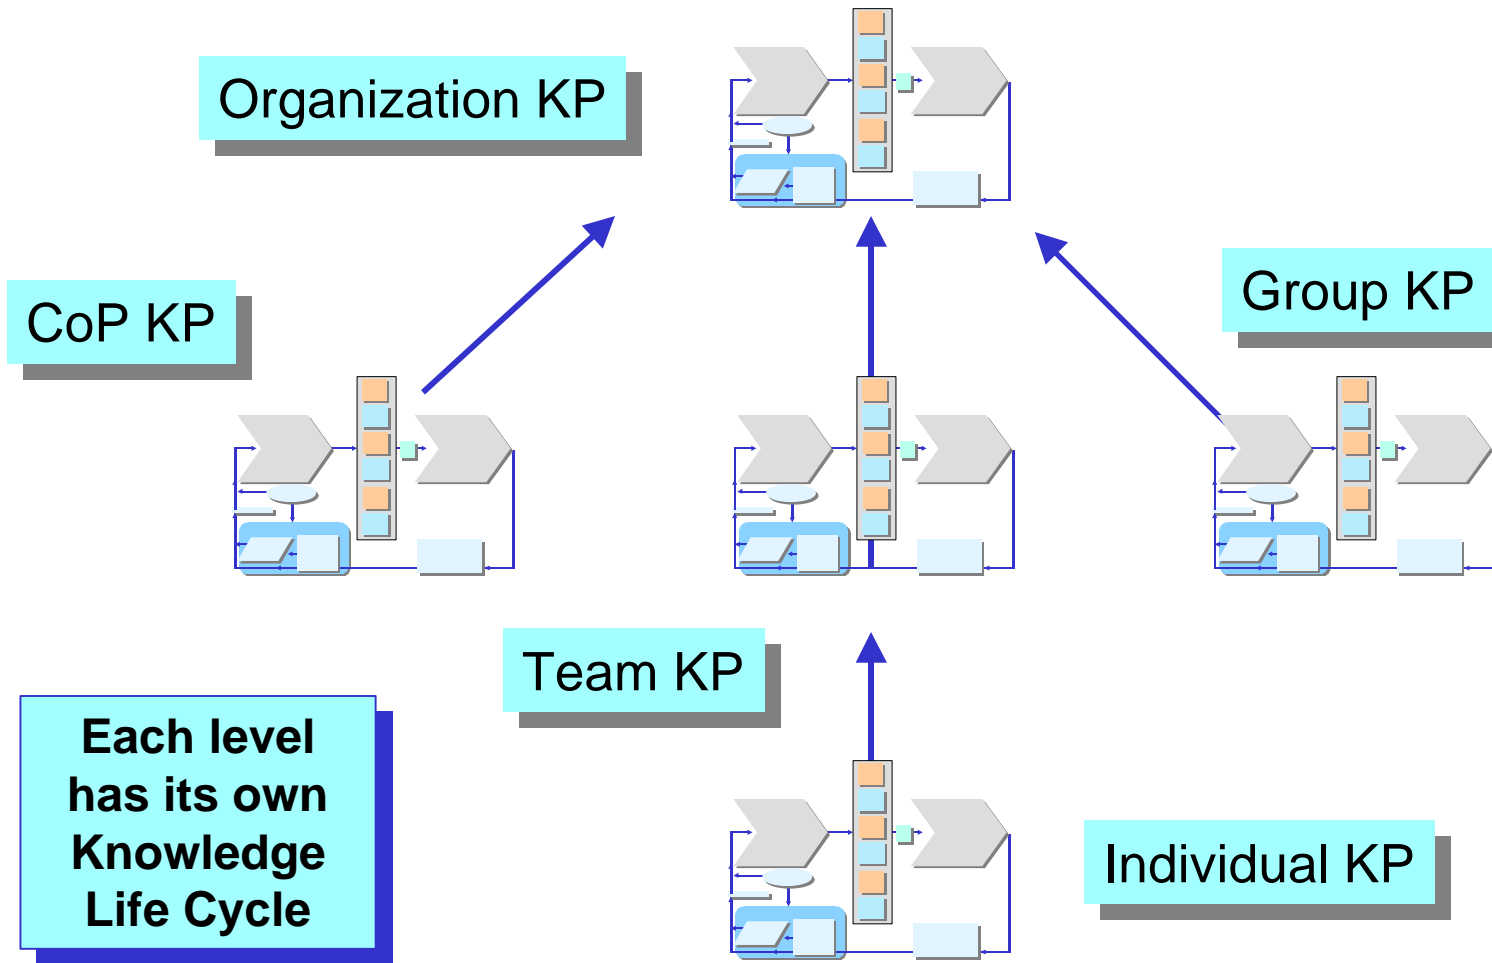 Organization KP
CoP KP
Group KP
Team KP
Each level
has its own
Knowledge
Life Cycle
Individual KP